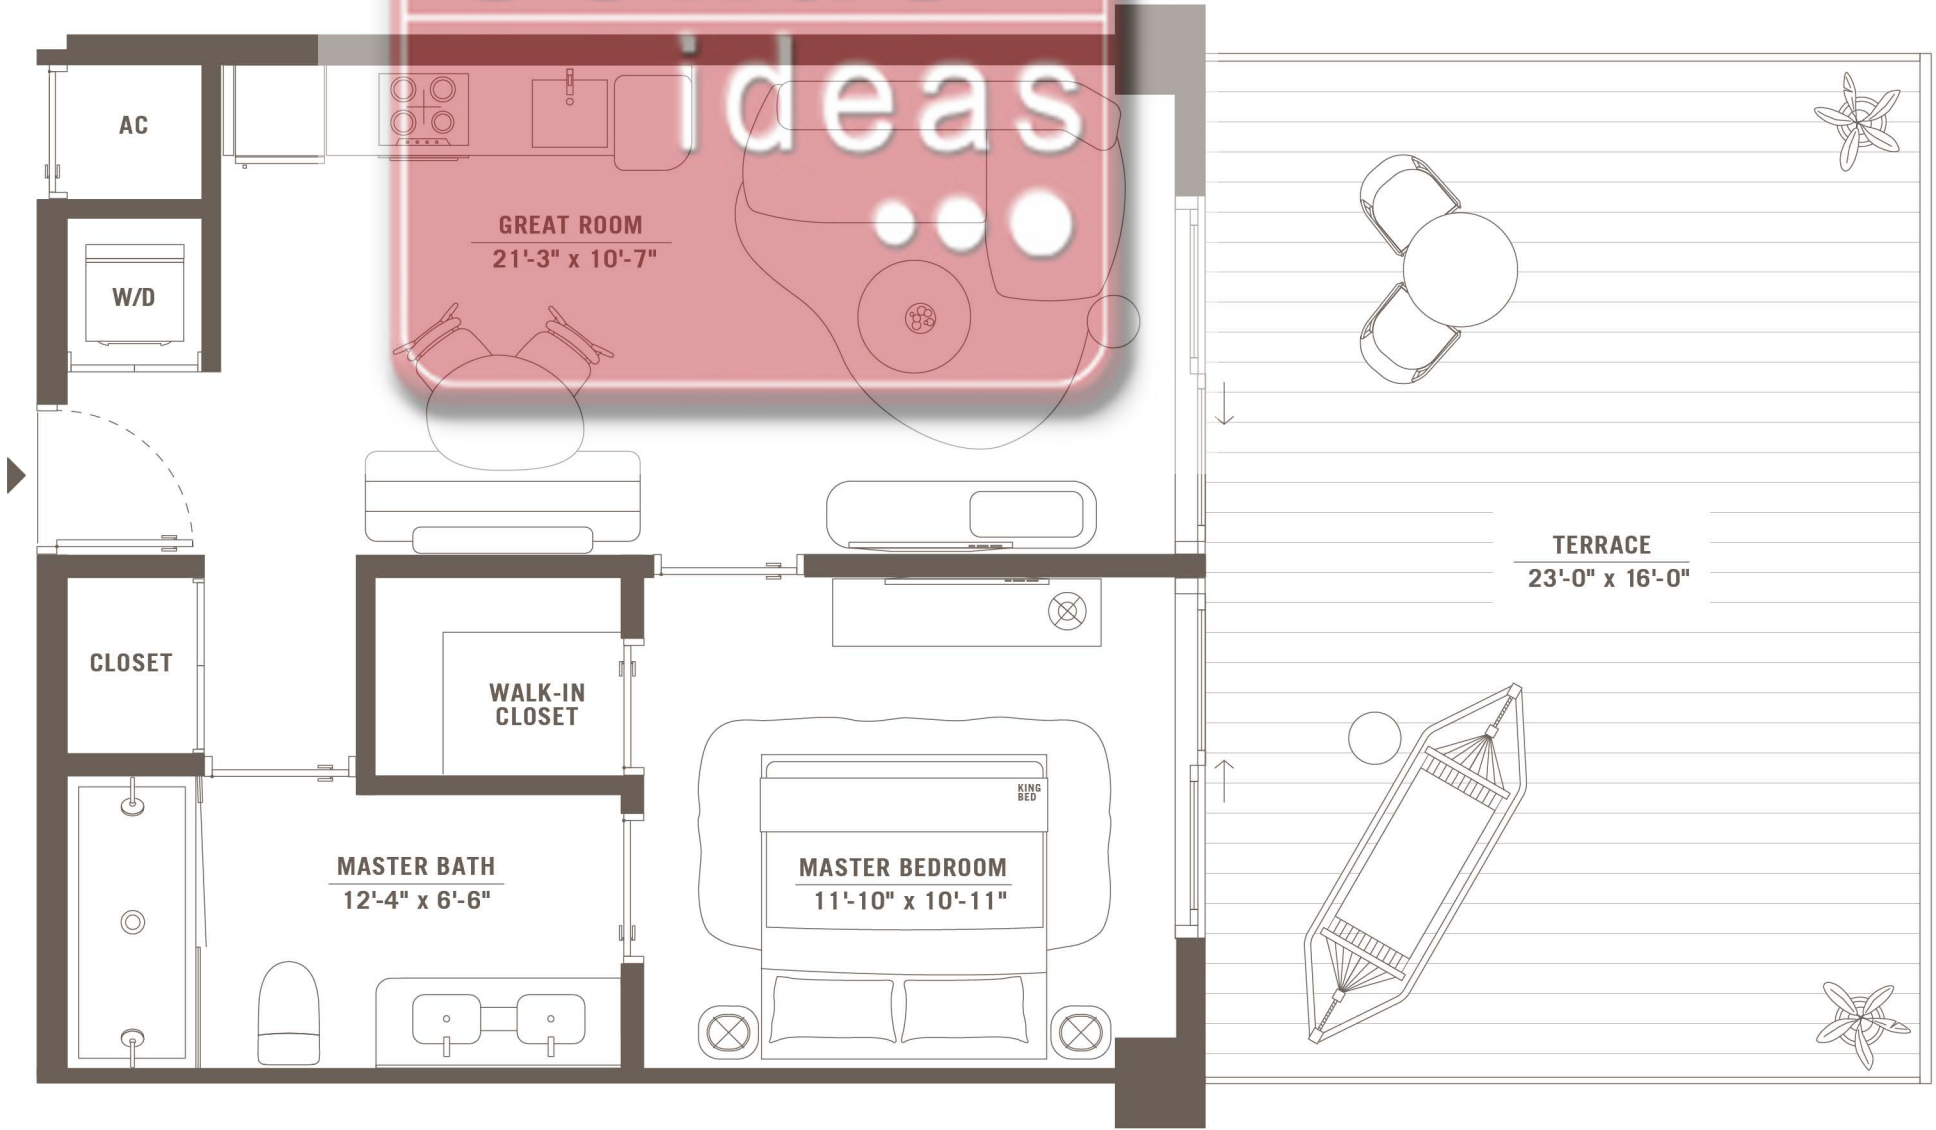 ideas
AC
GREAT ROOM
21'-3" x 10'-7"
W/D
TERRACE
23'-0" x 16'-0"
CLOSET
WALK-IN
CLOSET
KING
BED
MASTER BATH
12'-4" x 6'-6"
MASTER BEDROOM
11'-10" x 10'-11"